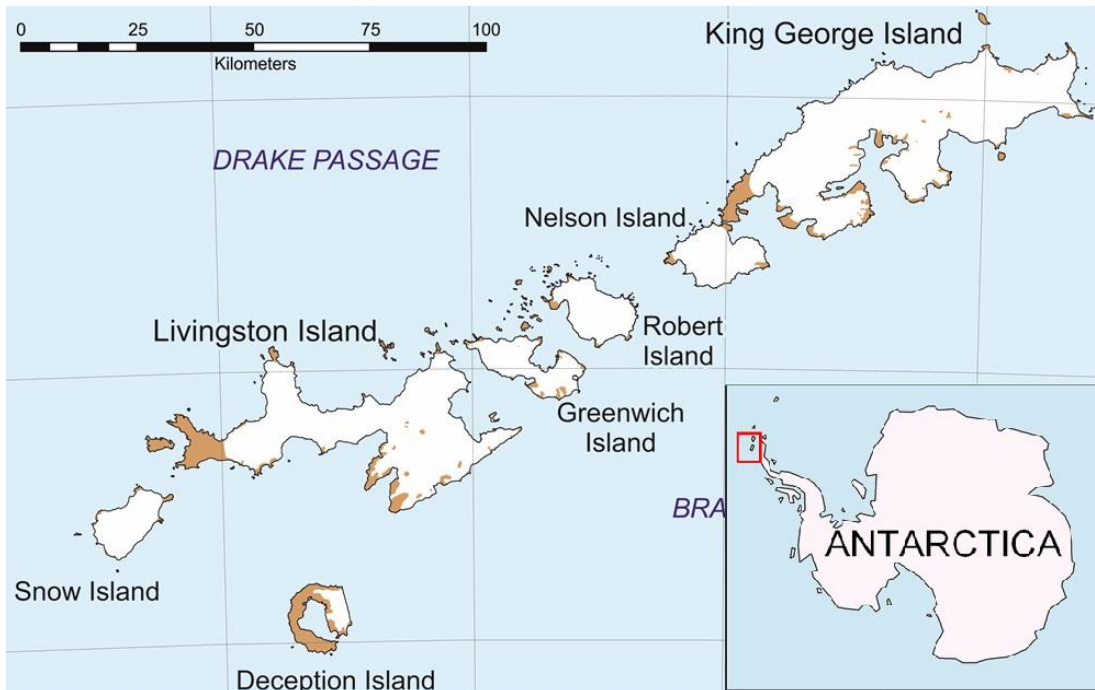 0 25 50 75 100
Kilometers
King George Island
DRAKE PASSAGE
Nelson Island
Livingston Island
Robert
Island
Greenwich
Island
BRA
ANTARCTICA
Snow Island
Deception Island